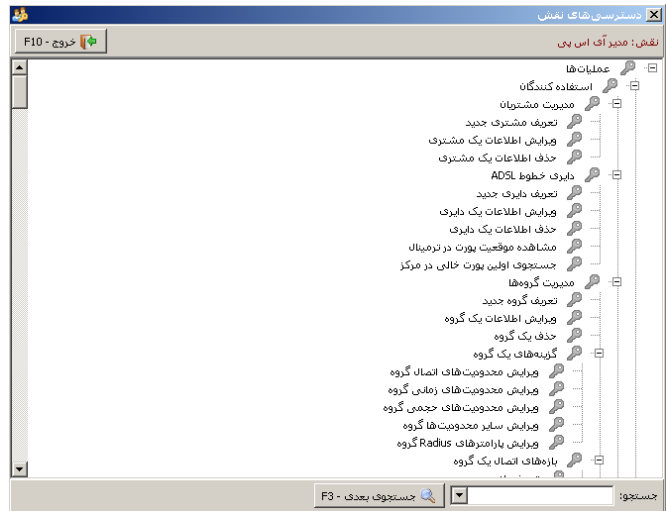 دسترسی‌های نقش
نقش: مدیر آی اس پی
خروج - F10
عملیات‌ها
استفاده کنندگان
مدیریت مشتریان
تعریف مشتری جدید
ویرایش اطلاعات یک مشتری
حذف اطلاعات یک مشتری
دایری خطوط ADSL
تعریف دایری جدید
ویرایش اطلاعات یک دایری
حذف اطلاعات یک دایری
مشاهده موقعیت پورت در ترمینال
جستجوی اولین پورت خالی در مرکز
مدیریت گروه‌ها
تعریف گروه جدید
ویرایش اطلاعات یک گروه
حذف یک گروه
گزینه‌های یک گروه
ویرایش محدودیت‌های اتصال گروه
ویرایش محدودیت‌های زمانی گروه
ویرایش محدودیت‌های حجمی گروه
ویرایش سایر محدودیت‌ها گروه
ویرایش پارامترهای Radius گروه
بازه‌های اتصال یک گروه
جستجو:
جستجوی بعدی - F3